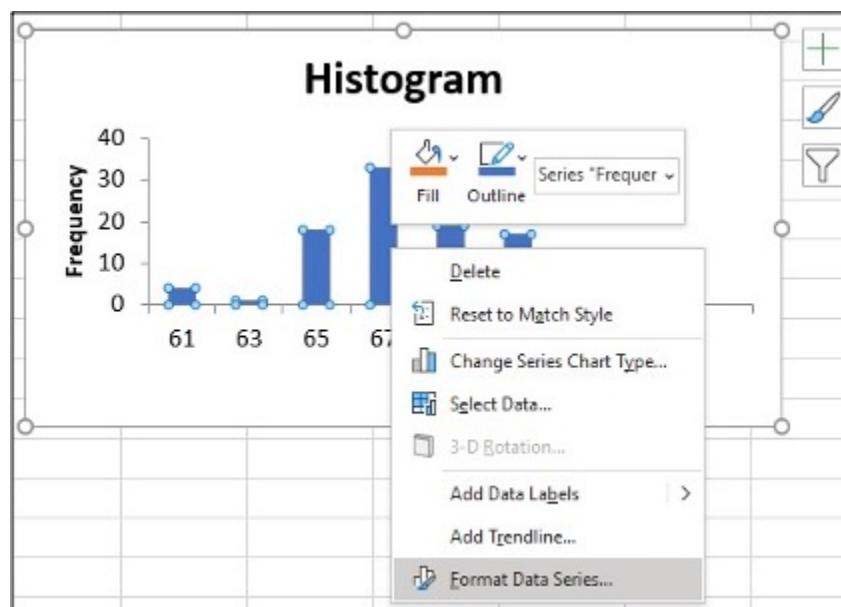 Histogram
Frequency
40
30
20
10
0
61 63 65
Fill Outline Series "Frequer
Delete
Reset to Match Style
Change Series Chart Type...
Select Data...
3-D Rotation...
Add Data Labels
Add Trendline...
Format Data Series...